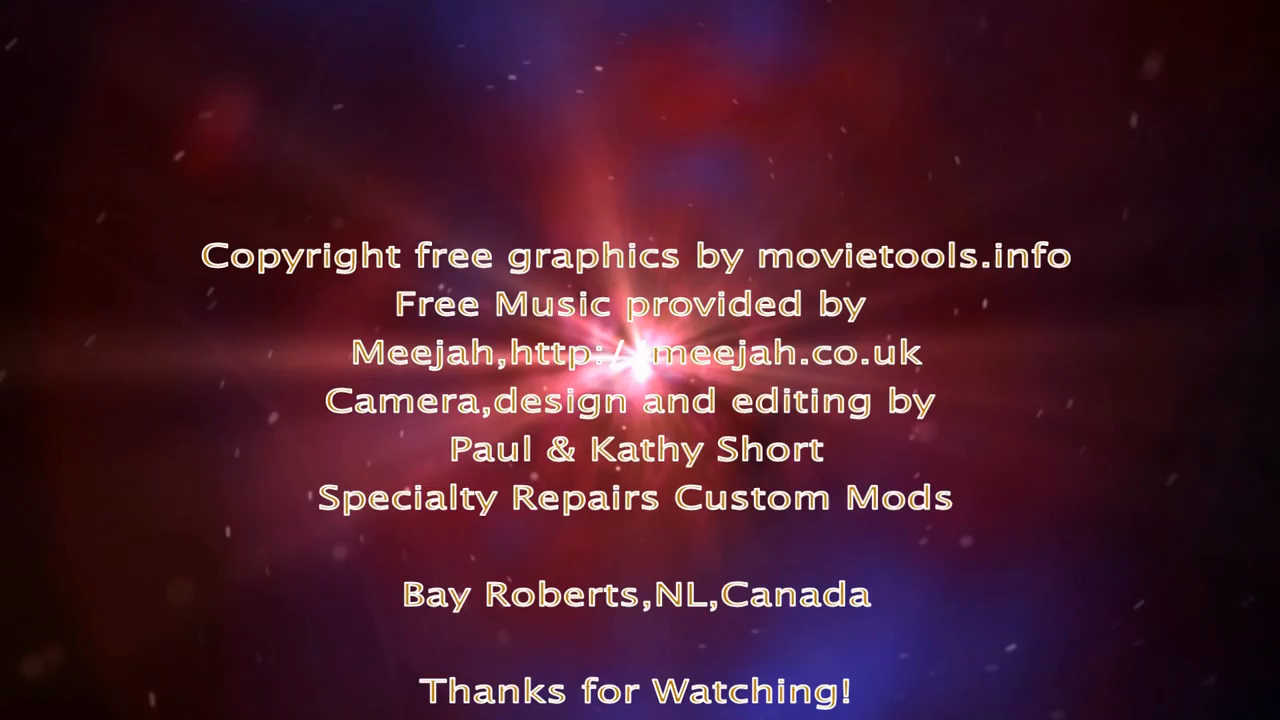 Copyright free graphics by movietools.info
Free Music provided by
Meejah,http://meejah.co.uk
Camera,design and editing by
Paul & Kathy Short
Specialty Repairs Custom Mods
Bay Roberts,NL,Canada
Thanks for Watching!